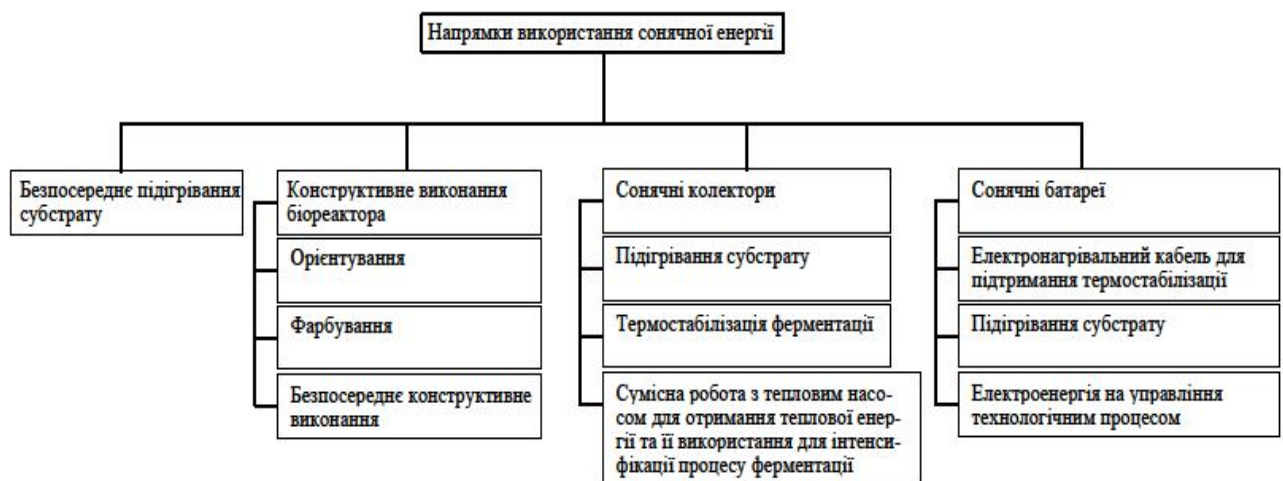 Напрямки використання сонячної енергії
Безпосереднє підігрівання
субстрату
Конструктивне виконання
біореактора
Орієнтування
Фарбування
Безпосереднє конструктивне
виконання
Сонячні колектори
Підігрівання субстрату
Термостабілізація ферментації
Сумісна робота з тепловим насо-
сом для отримання теплової енер-
гії та її використання для інтенси-
фікації процесу ферментації
Сонячні батареї
Електронагрівальний кабель для
підтримання термостабілізації
Підігрівання субстрату
Електроенергія на управління
технологічним процесом